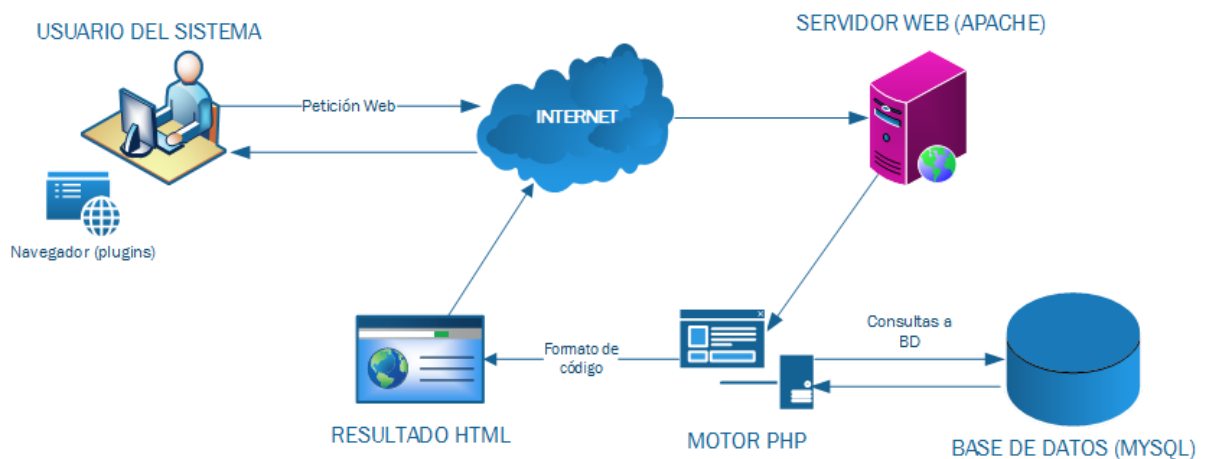 USUARIO DEL SISTEMA
SERVIDOR WEB (APACHE)
Petición Web
INTERNET
Navegador (plugins)
Consultas a
BD
Formato de
código
RESULTADO HTML
MOTOR PHP
BASE DE DATOS (MYSQL)